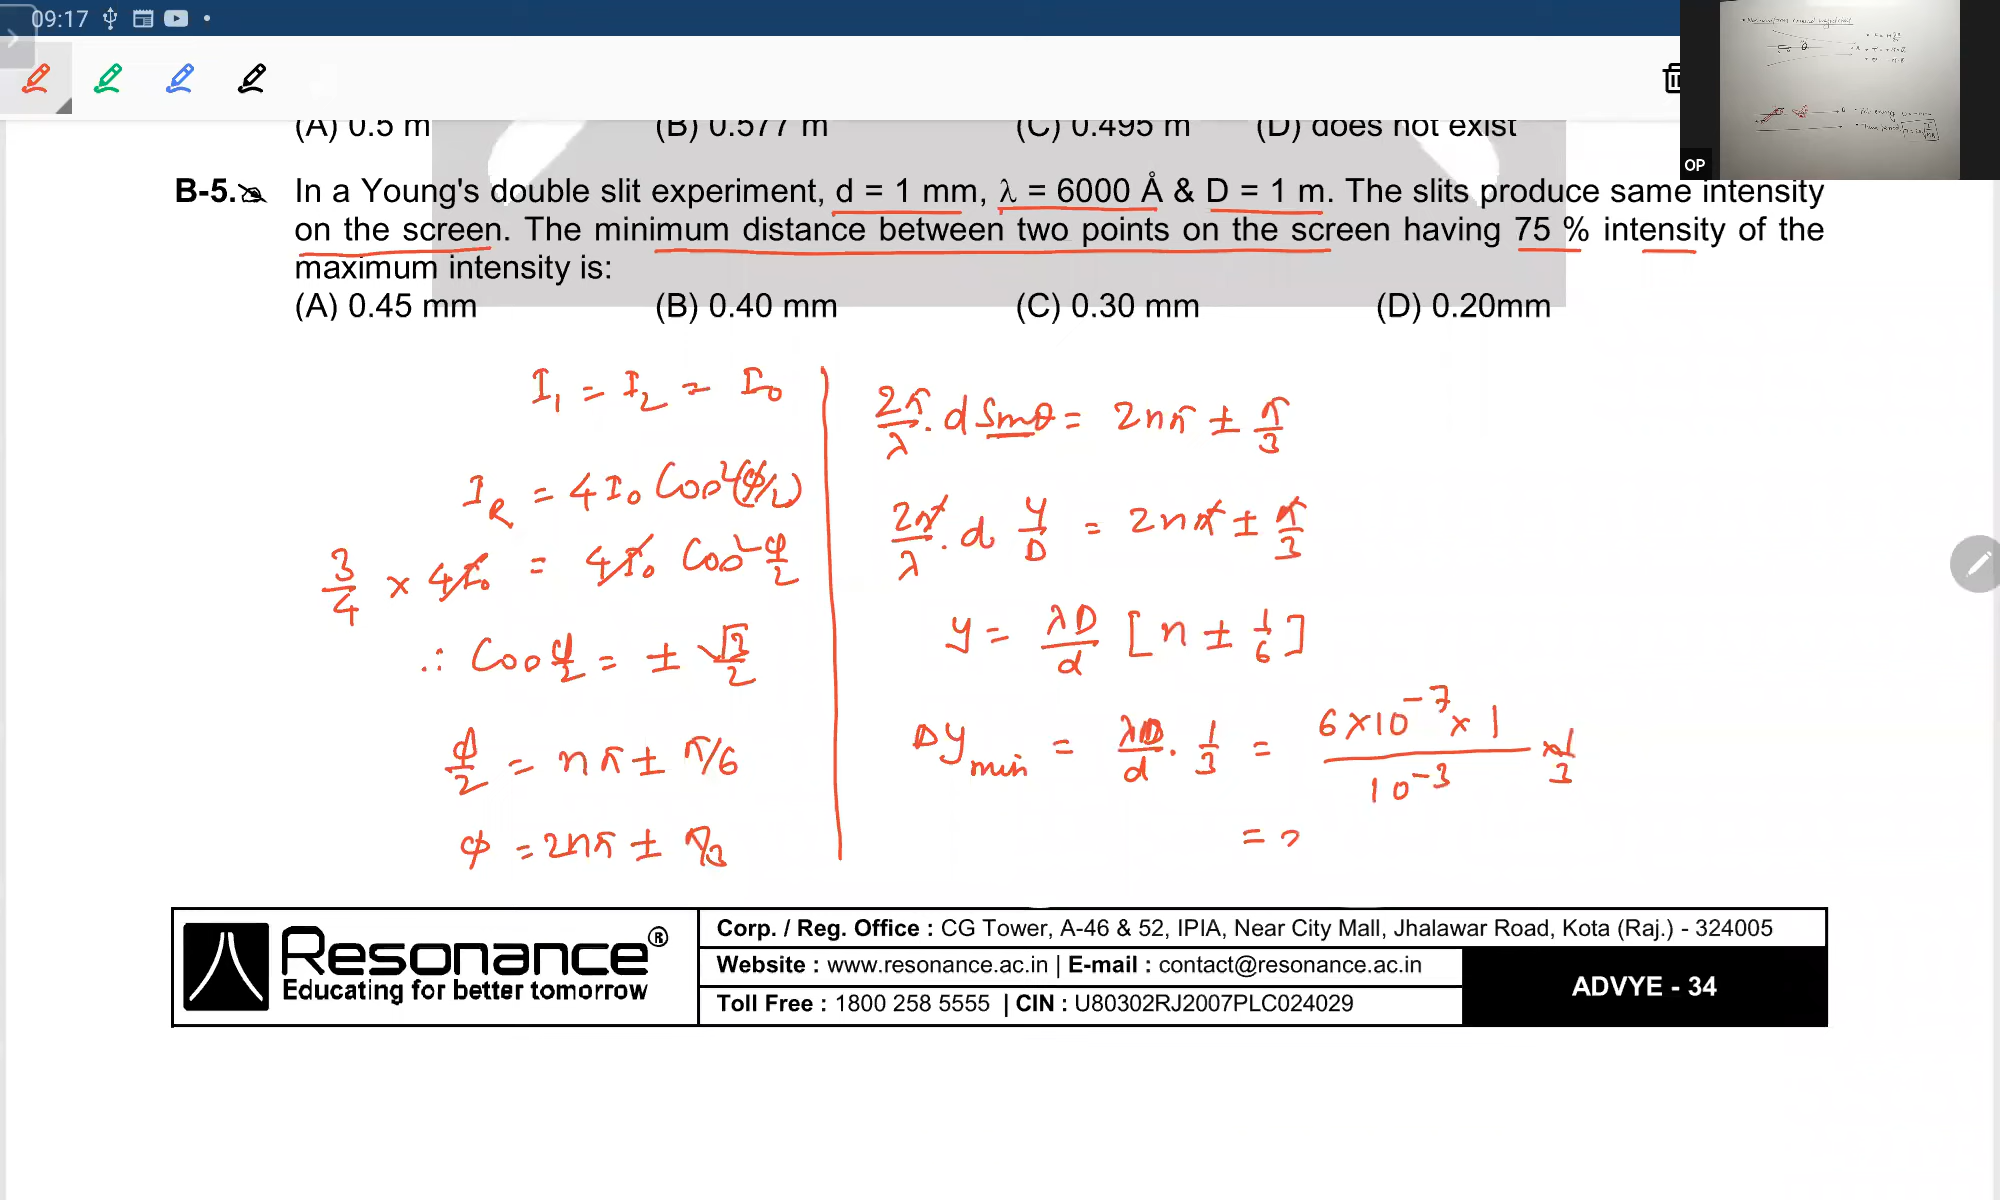 09:17
OP
(A) 0.5 m (B) 0.577 m (C) 0.495 m (D) does not exist
B-5. In a Young's double slit experiment, d = 1 mm, λ = 6000 Å & D = 1 m. The slits produce same intensity
on the screen. The minimum distance between two points on the screen having 75 % intensity of the
maximum intensity is:
(A) 0.45 mm (B) 0.40 mm (C) 0.30 mm (D) 0.20mm
I₁ = I₂ = I₀
I_R = 4I₀ Cos²(φ/2)
3/4 × 4I₀ = 4I₀ Cos² φ/2
∴ Cos φ/2 = ± √3/2
φ/2 = nπ ± π/6
φ = 2nπ ± π/3
2π/λ · d Sinθ = 2nπ ± π/3
2π/λ · d y/D = 2nπ ± π/3
y = λD/d [n ± 1/6]
Δy min = λD/d · 1/3 = 6×10⁻⁷ × 1 / 10⁻³ × 1/3
= 2
Resonance®
Educating for better tomorrow
Corp. / Reg. Office : CG Tower, A-46 & 52, IPIA, Near City Mall, Jhalawar Road, Kota (Raj.) - 324005
Website : www.resonance.ac.in | E-mail : contact@resonance.ac.in
Toll Free : 1800 258 5555 | CIN : U80302RJ2007PLC024029
ADVYE - 34